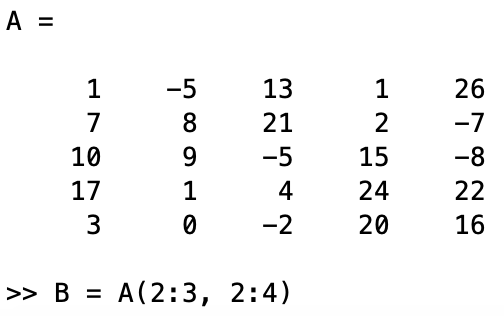 A =
1 −5 13 1 26
7 8 21 2 −7
10 9 −5 15 −8
17 1 4 24 22
3 0 −2 20 16
>> B = A(2:3, 2:4)